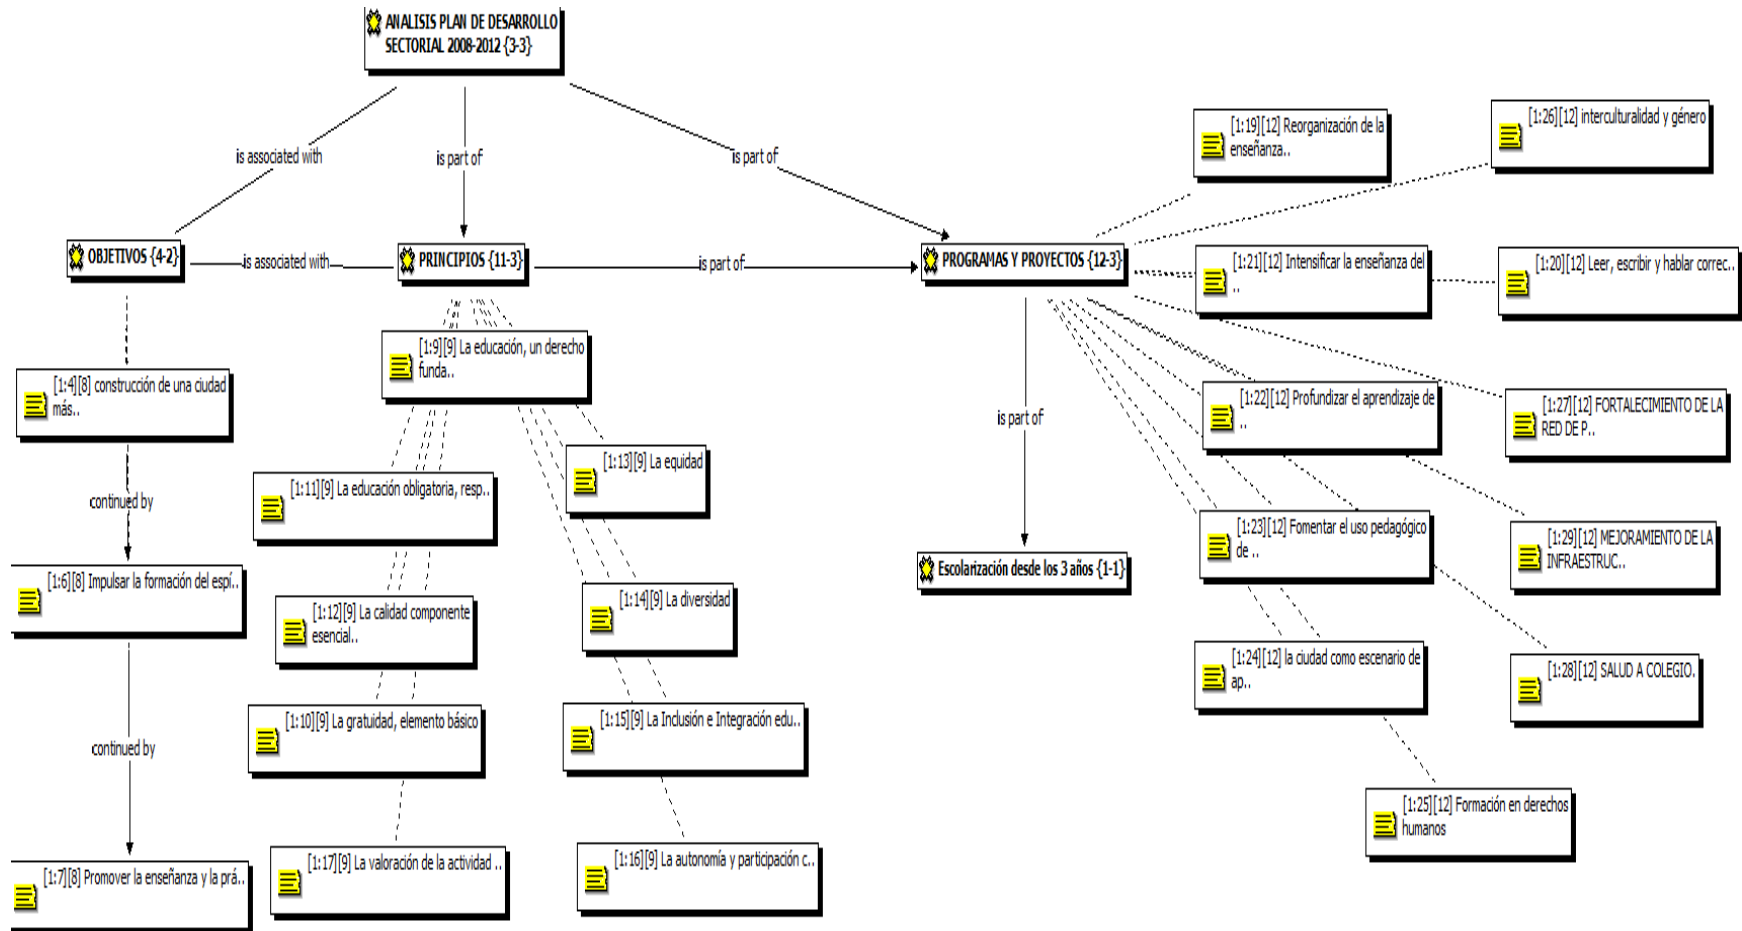 ANALISIS PLAN DE DESARROLLO
SECTORIAL 2008-2012 {3-3}
is associated with
is part of
is part of
OBJETIVOS {4-2}
is associated with
PRINCIPIOS {11-3}
is part of
PROGRAMAS Y PROYECTOS {12-3}
[1:4][8] construcción de una ciudad
más..
continued by
[1:6][8] Impulsar la formación del espí..
continued by
[1:7][8] Promover la enseñanza y la prá..
[1:9][9] La educación, un derecho
funda..
[1:11][9] La educación obligatoria, resp..
[1:12][9] La calidad componente
esencial..
[1:10][9] La gratuidad, elemento básico
[1:17][9] La valoración de la actividad ..
[1:13][9] La equidad
[1:14][9] La diversidad
[1:15][9] La Inclusión e Integración edu..
[1:16][9] La autonomía y participación c..
is part of
Escolarización desde los 3 años {1-1}
[1:19][12] Reorganización de la
enseñanza..
[1:21][12] Intensificar la enseñanza del
..
[1:22][12] Profundizar el aprendizaje de
..
[1:23][12] Fomentar el uso pedagógico
de ..
[1:24][12] la ciudad como escenario de
ap..
[1:25][12] Formación en derechos
humanos
[1:26][12] interculturalidad y género
[1:20][12] Leer, escribir y hablar correc..
[1:27][12] FORTALECIMIENTO DE LA
RED DE P..
[1:29][12] MEJORAMIENTO DE LA
INFRAESTRUC..
[1:28][12] SALUD A COLEGIO.